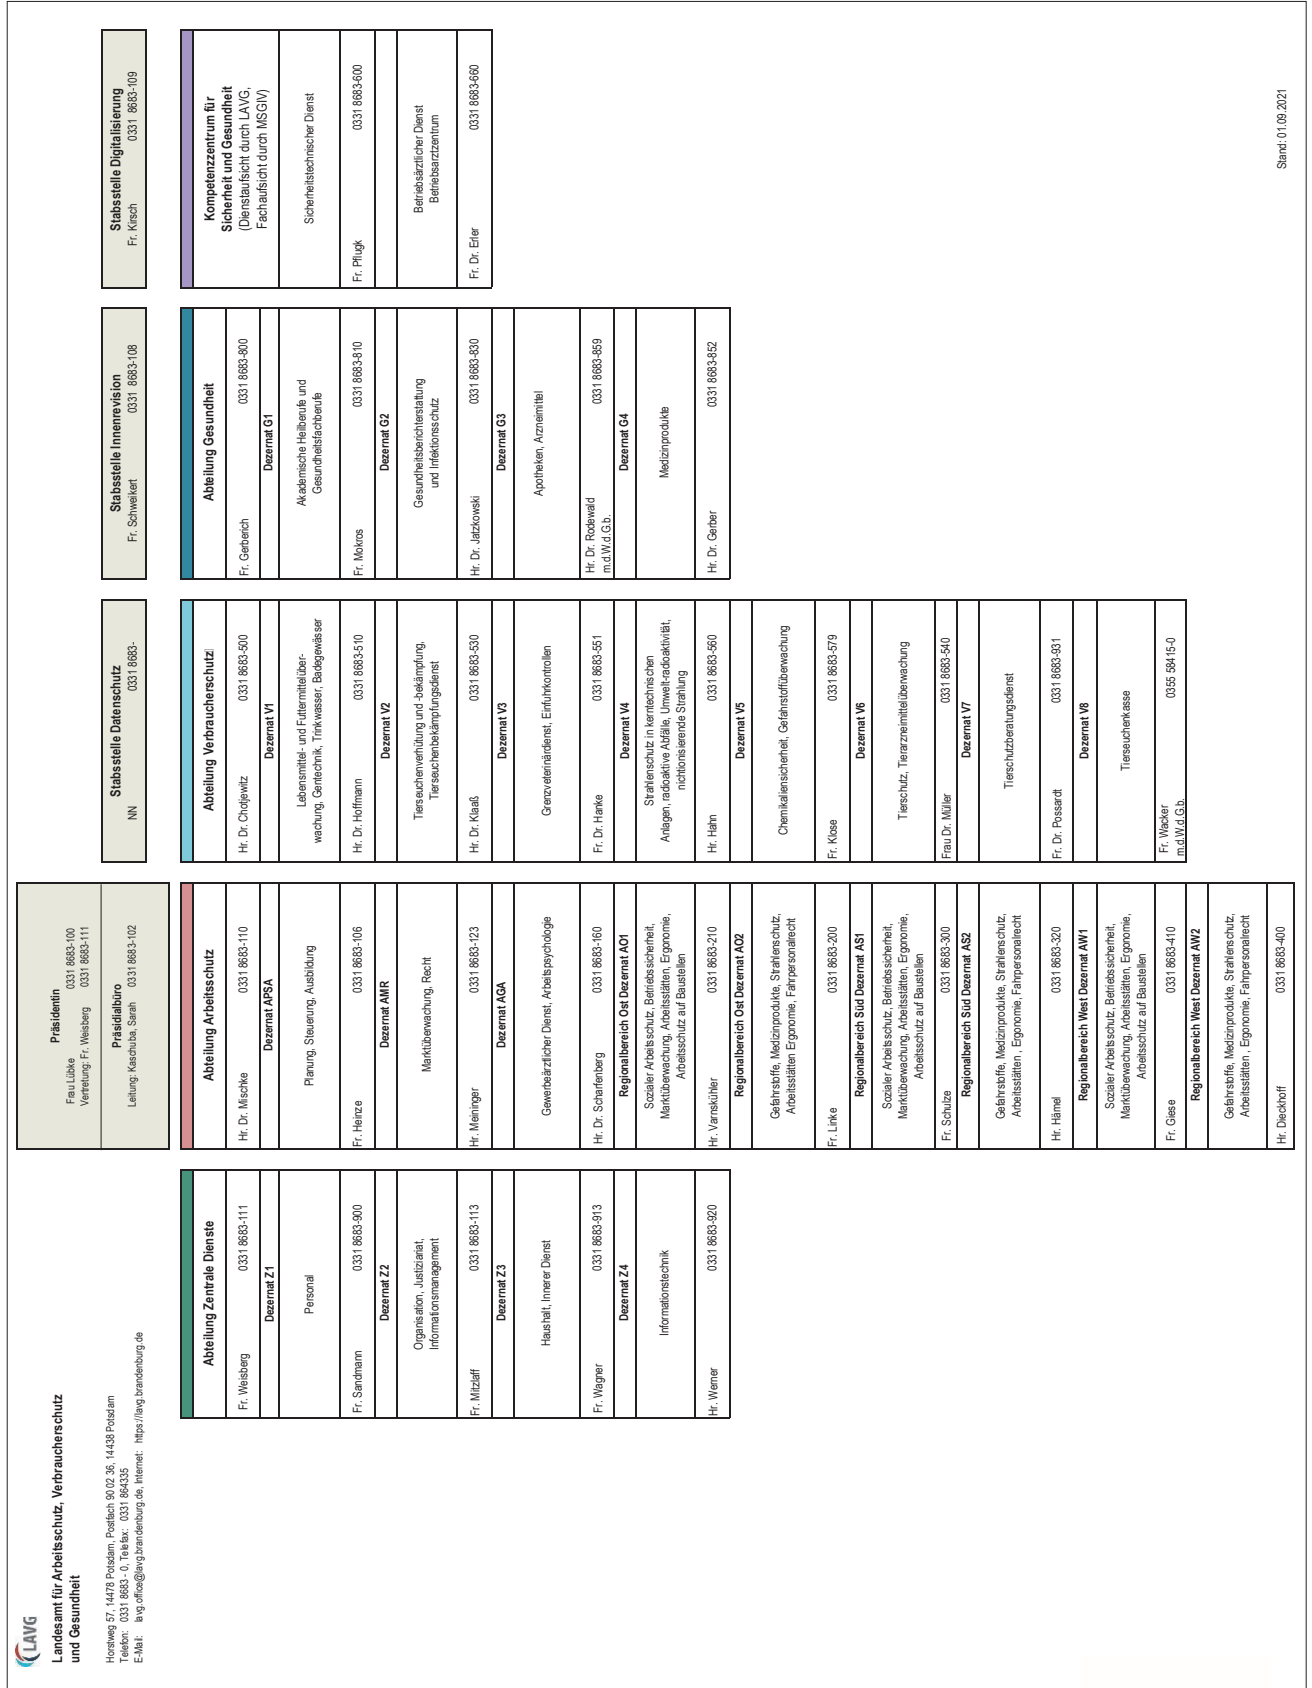 LAVG
Landesamt für Arbeitsschutz, Verbraucherschutz
und Gesundheit
Horstweg 57, 14478 Potsdam, Postfach 90 02 36, 14438 Potsdam
Telefon: 0331 8683 - 0, Telefax: 0331 864335
E-Mail: lavg.office@lavg.brandenburg.de, Internet: https://lavg.brandenburg.de
Präsidentin
Frau Lübke 0331 8683-100
Vertretung: Fr. Weisberg 0331 8683-111
Präsidialbüro
Leitung: Kaschuba, Sarah 0331 8683-102
Stabsstelle Datenschutz
NN 0331 8683-
Stabsstelle Innenrevision
Fr. Schweikert 0331 8683-108
Stabsstelle Digitalisierung
Fr. Kirsch 0331 8683-109
Abteilung Zentrale Dienste
Fr. Weisberg 0331 8683-111
Dezernat Z1
Personal
Fr. Sandmann 0331 8683-900
Dezernat Z2
Organisation, Justiziariat,
Informationsmanagement
Fr. Mitzlaff 0331 8683-113
Dezernat Z3
Haushalt, Innerer Dienst
Fr. Wagner 0331 8683-913
Dezernat Z4
Informationstechnik
Hr. Werner 0331 8683-920
Abteilung Arbeitsschutz
Hr. Dr. Mischke 0331 8683-110
Dezernat APSA
Planung, Steuerung, Ausbildung
Fr. Heinze 0331 8683-106
Dezernat AMR
Marktüberwachung, Recht
Hr. Meininger 0331 8683-123
Dezernat AGA
Gewerbeärztlicher Dienst, Arbeitspsychologie
Hr. Dr. Scharfenberg 0331 8683-160
Regionalbereich Ost Dezernat AO1
Sozialer Arbeitsschutz, Betriebssicherheit,
Marktüberwachung, Arbeitsstätten, Ergonomie,
Arbeitsschutz auf Baustellen
Hr. Varnskühler 0331 8683-210
Regionalbereich Ost Dezernat AO2
Gefahrstoffe, Medizinprodukte, Strahlenschutz,
Arbeitsstätten Ergonomie, Fahrpersonalrecht
Fr. Linke 0331 8683-200
Regionalbereich Süd Dezernat AS1
Sozialer Arbeitsschutz, Betriebssicherheit,
Marktüberwachung, Arbeitsstätten, Ergonomie,
Arbeitsschutz auf Baustellen
Fr. Schulze 0331 8683-300
Regionalbereich Süd Dezernat AS2
Gefahrstoffe, Medizinprodukte, Strahlenschutz,
Arbeitsstätten , Ergonomie, Fahrpersonalrecht
Hr. Hämel 0331 8683-320
Regionalbereich West Dezernat AW1
Sozialer Arbeitsschutz, Betriebssicherheit,
Marktüberwachung, Arbeitsstätten, Ergonomie,
Arbeitsschutz auf Baustellen
Fr. Giese 0331 8683-410
Regionalbereich West Dezernat AW2
Gefahrstoffe, Medizinprodukte, Strahlenschutz,
Arbeitsstätten , Ergonomie, Fahrpersonalrecht
Hr. Dieckhoff 0331 8683-400
Abteilung Verbraucherschutz
Hr. Dr. Chotjewitz 0331 8683-500
Dezernat V1
Lebensmittel- und Futtermittelüber-
wachung, Gentechnik, Trinkwasser, Badegewässer
Hr. Dr. Hoffmann 0331 8683-510
Dezernat V2
Tierseuchenverhütung und -bekämpfung,
Tierseuchenbekämpfungsdienst
Hr. Dr. Klaaß 0331 8683-530
Dezernat V3
Grenzveterinärdienst, Einfuhrkontrollen
Fr. Dr. Hanke 0331 8683-551
Dezernat V4
Strahlenschutz in kerntechnischen
Anlagen, radioaktive Abfälle, Umwelt-radioaktivität,
nichtionisierende Strahlung
Hr. Hahn 0331 8683-560
Dezernat V5
Chemikaliensicherheit, Gefahrstoffüberwachung
Fr. Klose 0331 8683-579
Dezernat V6
Tierschutz, Tierarzneimittelüberwachung
Frau Dr. Müller 0331 8683-540
Dezernat V7
Tierschutzberatungsdienst
Fr. Dr. Possardt 0331 8683-931
Dezernat V8
Tierseuchenkasse
Fr. Wacker 0355 58415-0
m.d.W.d.G.b.
Abteilung Gesundheit
Fr. Gerberich 0331 8683-800
Dezernat G1
Akademische Heilberufe und
Gesundheitsfachberufe
Fr. Mokros 0331 8683-810
Dezernat G2
Gesundheitsberichterstattung
und Infektionsschutz
Hr. Dr. Jatzkowski 0331 8683-830
Dezernat G3
Apotheken, Arzneimittel
Hr. Dr. Rodewald 0331 8683-859
m.d.W.d.G.b.
Dezernat G4
Medizinprodukte
Hr. Dr. Gerber 0331 8683-852
Kompetenzzentrum für
Sicherheit und Gesundheit
(Dienstaufsicht durch LAVG,
Fachaufsicht durch MSGIV)
Sicherheitstechnischer Dienst
Fr. Pflugk 0331 8683-600
Betriebsärztlicher Dienst
Betriebsarztzentrum
Fr. Dr. Erler 0331 8683-660
Stand: 01.09.2021